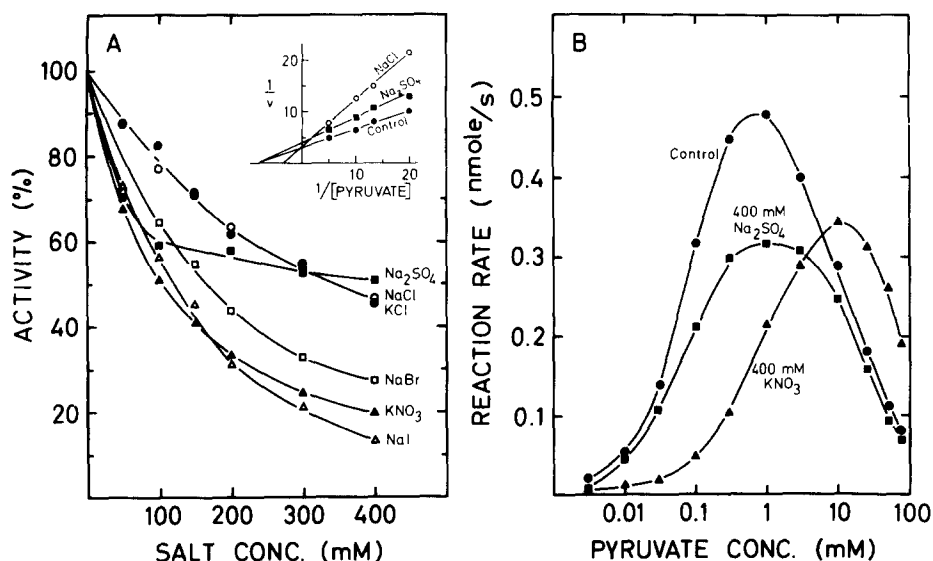 A
ACTIVITY (%)
100
80
60
40
20
100
200
300
400
SALT CONC. (mM)
Na₂SO₄
NaCl
KCl
NaBr
KNO₃
NaI
1/v
20
10
10
20
1/[PYRUVATE]
NaCl
Na₂SO₄
Control
B
REACTION RATE (nmole/s)
0.5
0.4
0.3
0.2
0.1
0.01
0.1
1
10
100
PYRUVATE CONC. (mM)
Control
400 mM
Na₂SO₄
400 mM
KNO₃